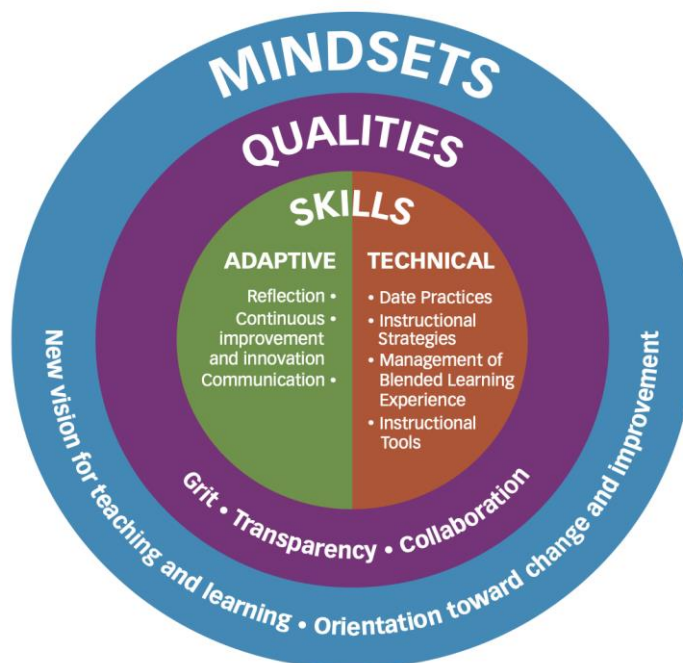 MINDSETS
QUALITIES
SKILLS
ADAPTIVE
Reflection •
Continuous •
improvement
and innovation
Communication •
TECHNICAL
• Date Practices
• Instructional
Strategies
• Management of
Blended Learning
Experience
• Instructional
Tools
Grit • Transparency • Collaboration
New vision for teaching and learning • Orientation toward change and improvement